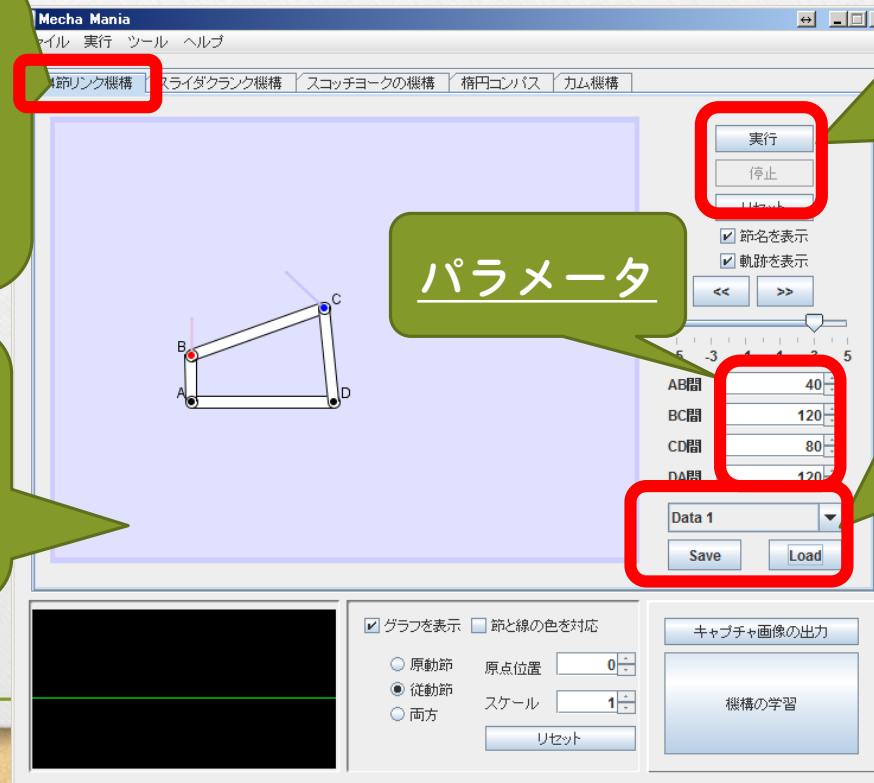 Mecha Mania
イル 実行 ツール ヘルプ
4節リンク機構 スライダクランク機構 スコッチヨークの機構 楕円コンパス カム機構
実行
停止
リセット
節名を表示
軌跡を表示
<< >>
パラメータ
-5 -3 -1 1 3 5
AB間 40
BC間 120
CD間 80
DA間 120
Data 1
Save Load
A
B
C
D
グラフを表示 節と線の色を対応
原動節 原点位置 0
従動節 スケール 1
両方
リセット
キャプチャ画像の出力
機構の学習